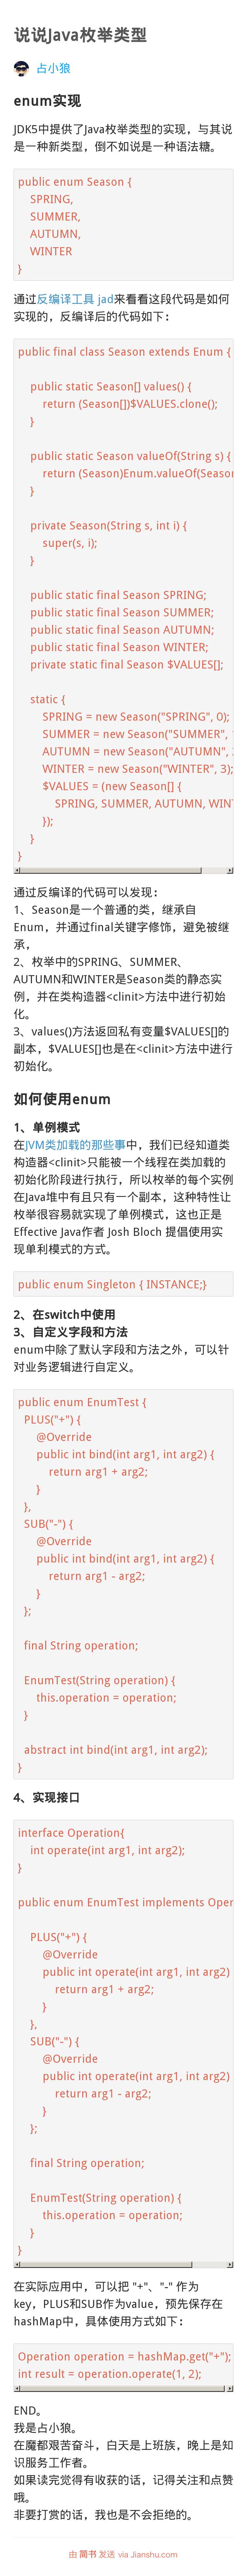 说说Java枚举类型
占小狼
enum实现
JDK5中提供了Java枚举类型的实现，与其说
是一种新类型，倒不如说是一种语法糖。
public enum Season {
    SPRING,
    SUMMER,
    AUTUMN,
    WINTER
}
通过反编译工具 jad来看看这段代码是如何
实现的，反编译后的代码如下：
public final class Season extends Enum {
    public static Season[] values() {
        return (Season[])$VALUES.clone();
    }
    public static Season valueOf(String s) {
        return (Season)Enum.valueOf(Season
    }
    private Season(String s, int i) {
        super(s, i);
    }
    public static final Season SPRING;
    public static final Season SUMMER;
    public static final Season AUTUMN;
    public static final Season WINTER;
    private static final Season $VALUES[];
    static {
        SPRING = new Season("SPRING", 0);
        SUMMER = new Season("SUMMER",
        AUTUMN = new Season("AUTUMN",
        WINTER = new Season("WINTER", 3);
        $VALUES = (new Season[] {
            SPRING, SUMMER, AUTUMN, WINT
        });
    }
}
通过反编译的代码可以发现：
1、Season是一个普通的类，继承自
Enum，并通过final关键字修饰，避免被继
承，
2、枚举中的SPRING、SUMMER、
AUTUMN和WINTER是Season类的静态实
例，并在类构造器<clinit>方法中进行初始
化。
3、values()方法返回私有变量$VALUES[]的
副本，$VALUES[]也是在<clinit>方法中进行
初始化。
如何使用enum
1、单例模式
在JVM类加载的那些事中，我们已经知道类
构造器<clinit>只能被一个线程在类加载的
初始化阶段进行执行，所以枚举的每个实例
在Java堆中有且只有一个副本，这种特性让
枚举很容易就实现了单例模式，这也正是
Effective Java作者 Josh Bloch 提倡使用实
现单利模式的方式。
public enum Singleton { INSTANCE;}
2、在switch中使用
3、自定义字段和方法
enum中除了默认字段和方法之外，可以针
对业务逻辑进行自定义。
public enum EnumTest {
  PLUS("+") {
      @Override
      public int bind(int arg1, int arg2) {
          return arg1 + arg2;
      }
  },
  SUB("-") {
      @Override
      public int bind(int arg1, int arg2) {
          return arg1 - arg2;
      }
  };
  final String operation;
  EnumTest(String operation) {
      this.operation = operation;
  }
  abstract int bind(int arg1, int arg2);
}
4、实现接口
interface Operation{
    int operate(int arg1, int arg2);
}
public enum EnumTest implements Oper
    PLUS("+") {
        @Override
        public int operate(int arg1, int arg2)
            return arg1 + arg2;
        }
    },
    SUB("-") {
        @Override
        public int operate(int arg1, int arg2)
            return arg1 - arg2;
        }
    };
    final String operation;
    EnumTest(String operation) {
        this.operation = operation;
    }
}
在实际应用中，可以把 "+"、"-" 作为
key，PLUS和SUB作为value，预先保存在
hashMap中，具体使用方式如下：
Operation operation = hashMap.get("+");
int result = operation.operate(1, 2);
END。
我是占小狼。
在魔都艰苦奋斗，白天是上班族，晚上是知
识服务工作者。
如果读完觉得有收获的话，记得关注和点赞
哦。
非要打赏的话，我也是不会拒绝的。
由 简书 发送 via Jianshu.com